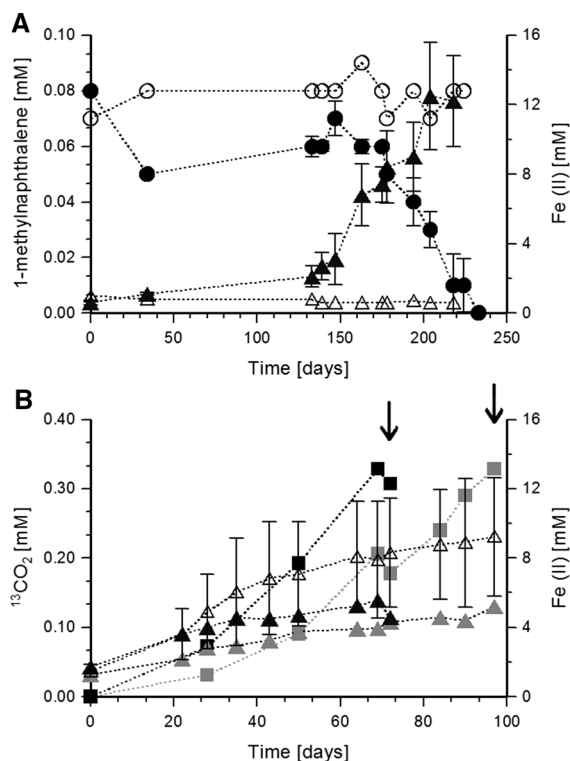 A
1-methylnaphthalene [mM]
0.10
0.08
0.06
0.04
0.02
0.00
16
12
8
4
0
Fe (II) [mM]
0 50 100 150 200 250
Time [days]
B
¹³CO₂ [mM]
0.40
0.30
0.20
0.10
0.00
16
12
8
4
0
Fe (II) [mM]
0 20 40 60 80 100
Time [days]